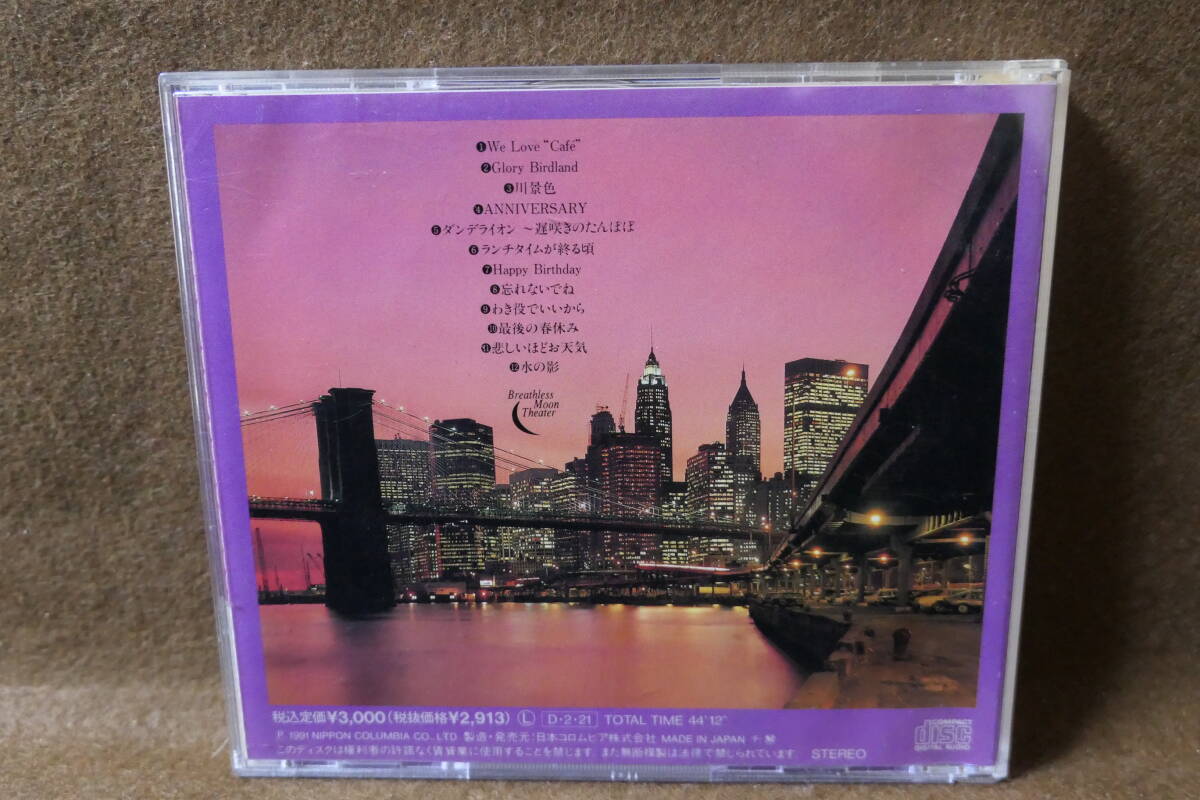 ❶We Love "Café"
❷Glory Birdland
❸川景色
❹ANNIVERSARY
❺ダンデライオン ～遅咲きのたんぽぽ
❻ランチタイムが終る頃
❼Happy Birthday
❽忘れないでね
❾わき役でいいから
❿最後の春休み
⓫悲しいほどお天気
⓬水の影
Breathless
Moon
Theater
税込定価¥3,000(税抜価格¥2,913) Ⓛ D・2・21 TOTAL TIME 44'12"
℗ 1991 NIPPON COLUMBIA CO., LTD. 製造・発売元:日本コロムビア株式会社 MADE IN JAPAN
このディスクは権利者の許諾なく賃貸業に使用することを禁じます。また無断複製は法律で禁じられています。 STEREO
COMPACT
disc
DIGITAL AUDIO